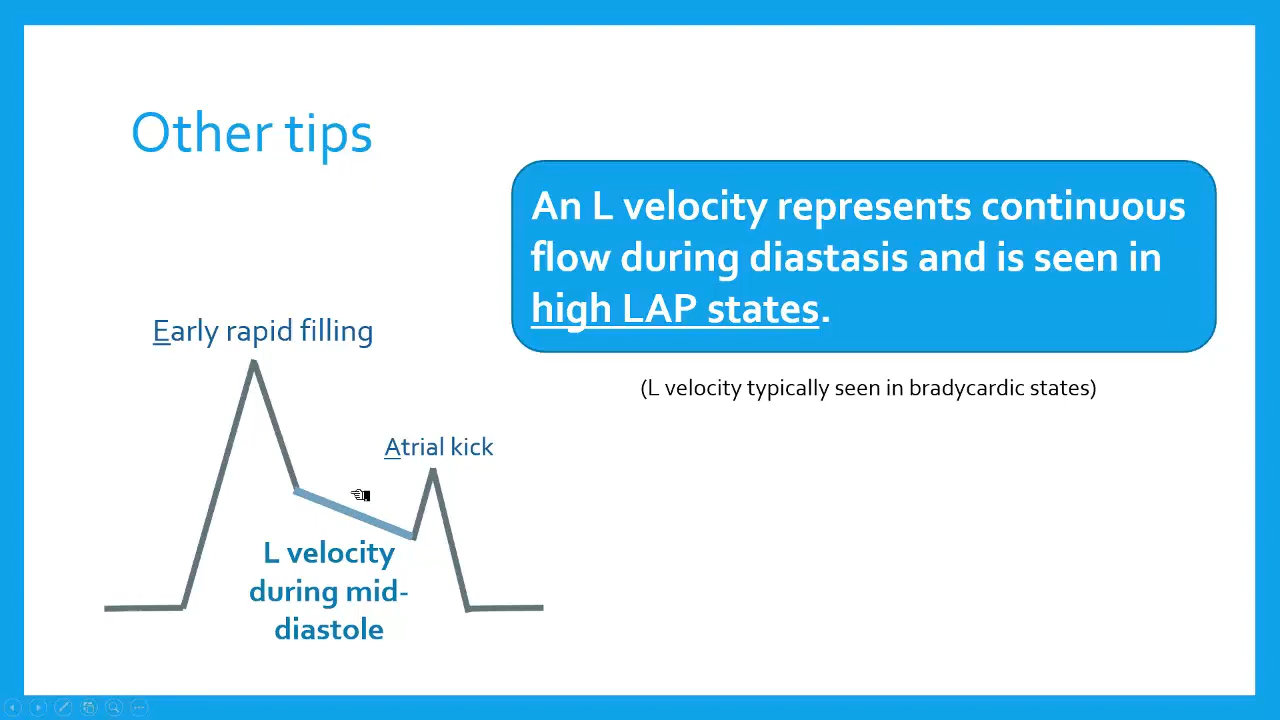 Other tips
An L velocity represents continuous
flow during diastasis and is seen in
high LAP states.
(L velocity typically seen in bradycardic states)
Early rapid filling
Atrial kick
L velocity
during mid-
diastole